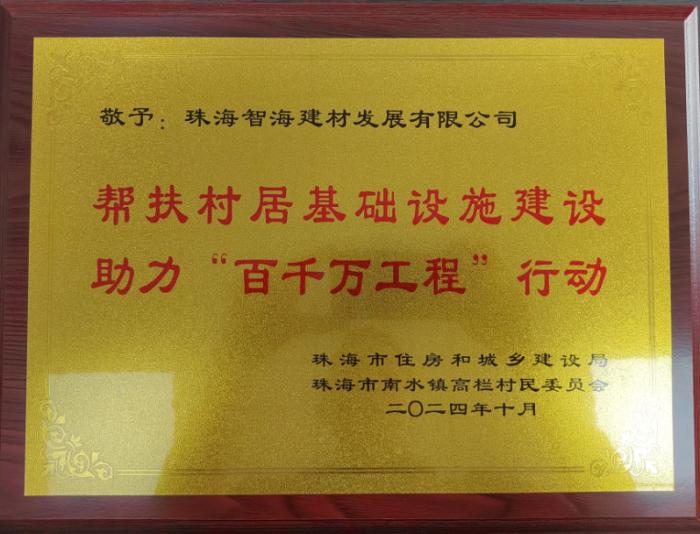 敬予：珠海智海建材发展有限公司
帮扶村居基础设施建设
助力“百千万工程”行动
珠海市住房和城乡建设局
珠海市南水镇高栏村民委员会
二〇二四年十月